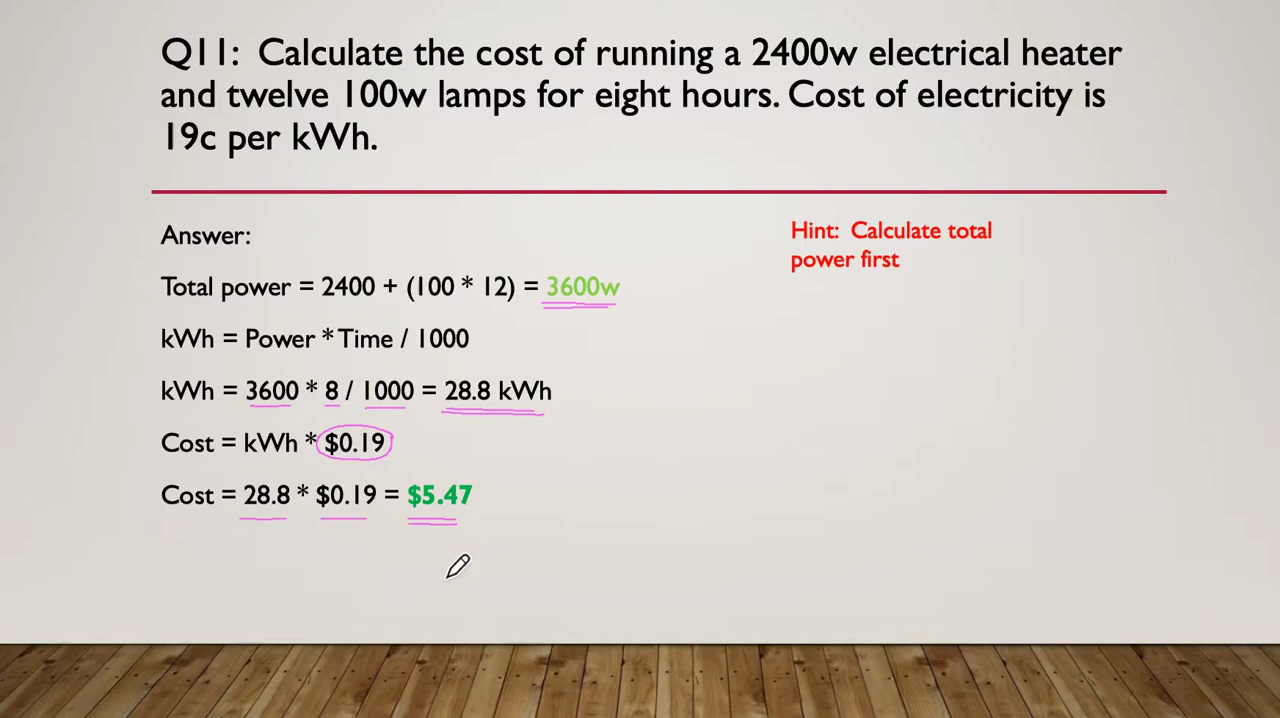 Q11: Calculate the cost of running a 2400w electrical heater
and twelve 100w lamps for eight hours. Cost of electricity is
19c per kWh.
Answer:
Hint: Calculate total
power first
Total power = 2400 + (100 * 12) = 3600w
kWh = Power * Time / 1000
kWh = 3600 * 8 / 1000 = 28.8 kWh
Cost = kWh * $0.19
Cost = 28.8 * $0.19 = $5.47